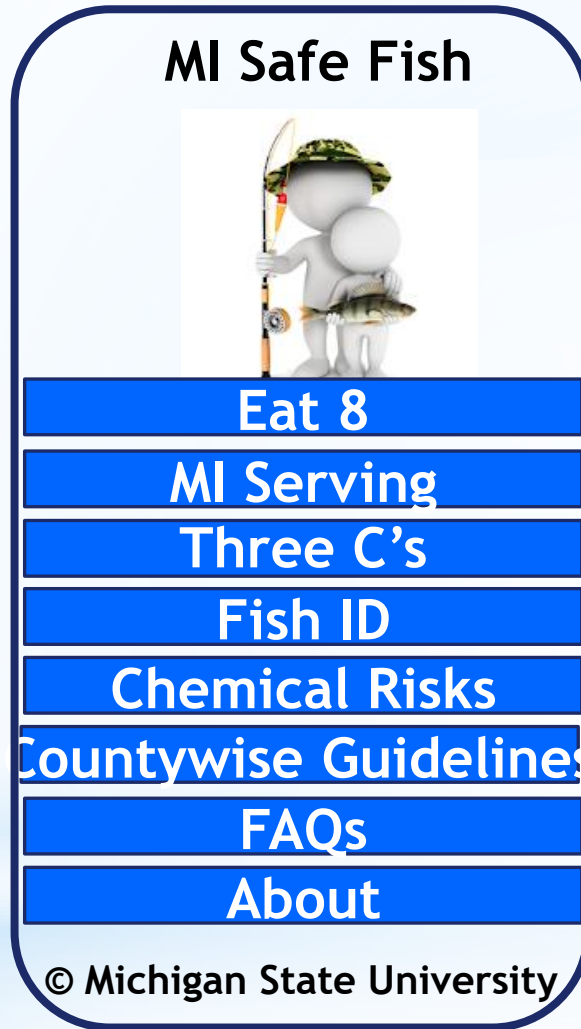 MI Safe Fish
Eat 8
MI Serving
Three C’s
Fish ID
Chemical Risks
Countywise Guidelines
FAQs
About
© Michigan State University